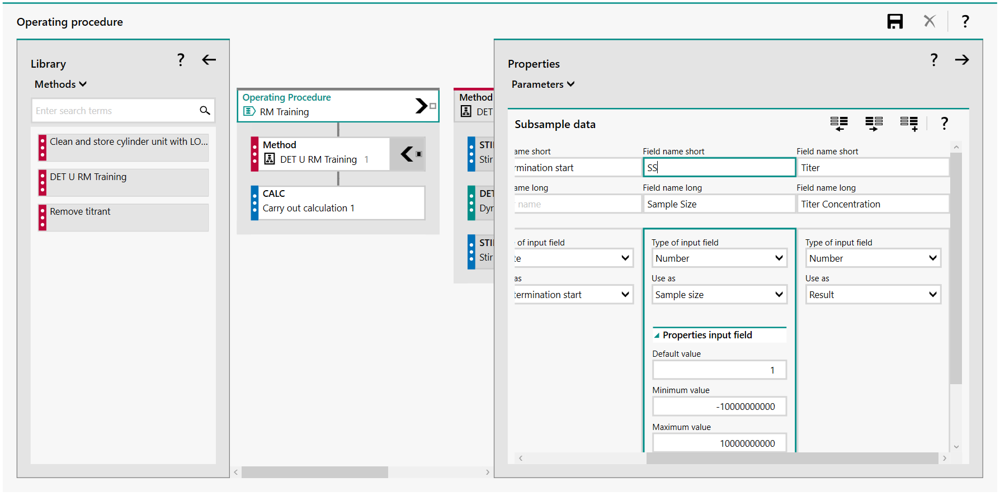 Operating procedure
?
Library
?
Methods
Enter search terms
Clean and store cylinder unit with LO...
DET U RM Training
Remove titrant
Operating Procedure
RM Training
Method
DET U RM Training 1
CALC
Carry out calculation 1
Method
DET
STI
Stir
DET
Dyr
STI
Stir
Properties
?
Parameters
Subsample data
?
ame short
Field name short
Field name short
rmination start
SS
Titer
ame long
Field name long
Field name long
name
Sample Size
Titer Concentration
of input field
Type of input field
Type of input field
te
Number
Number
as
Use as
Use as
termination start
Sample size
Result
Properties input field
Default value
1
Minimum value
-10000000000
Maximum value
10000000000